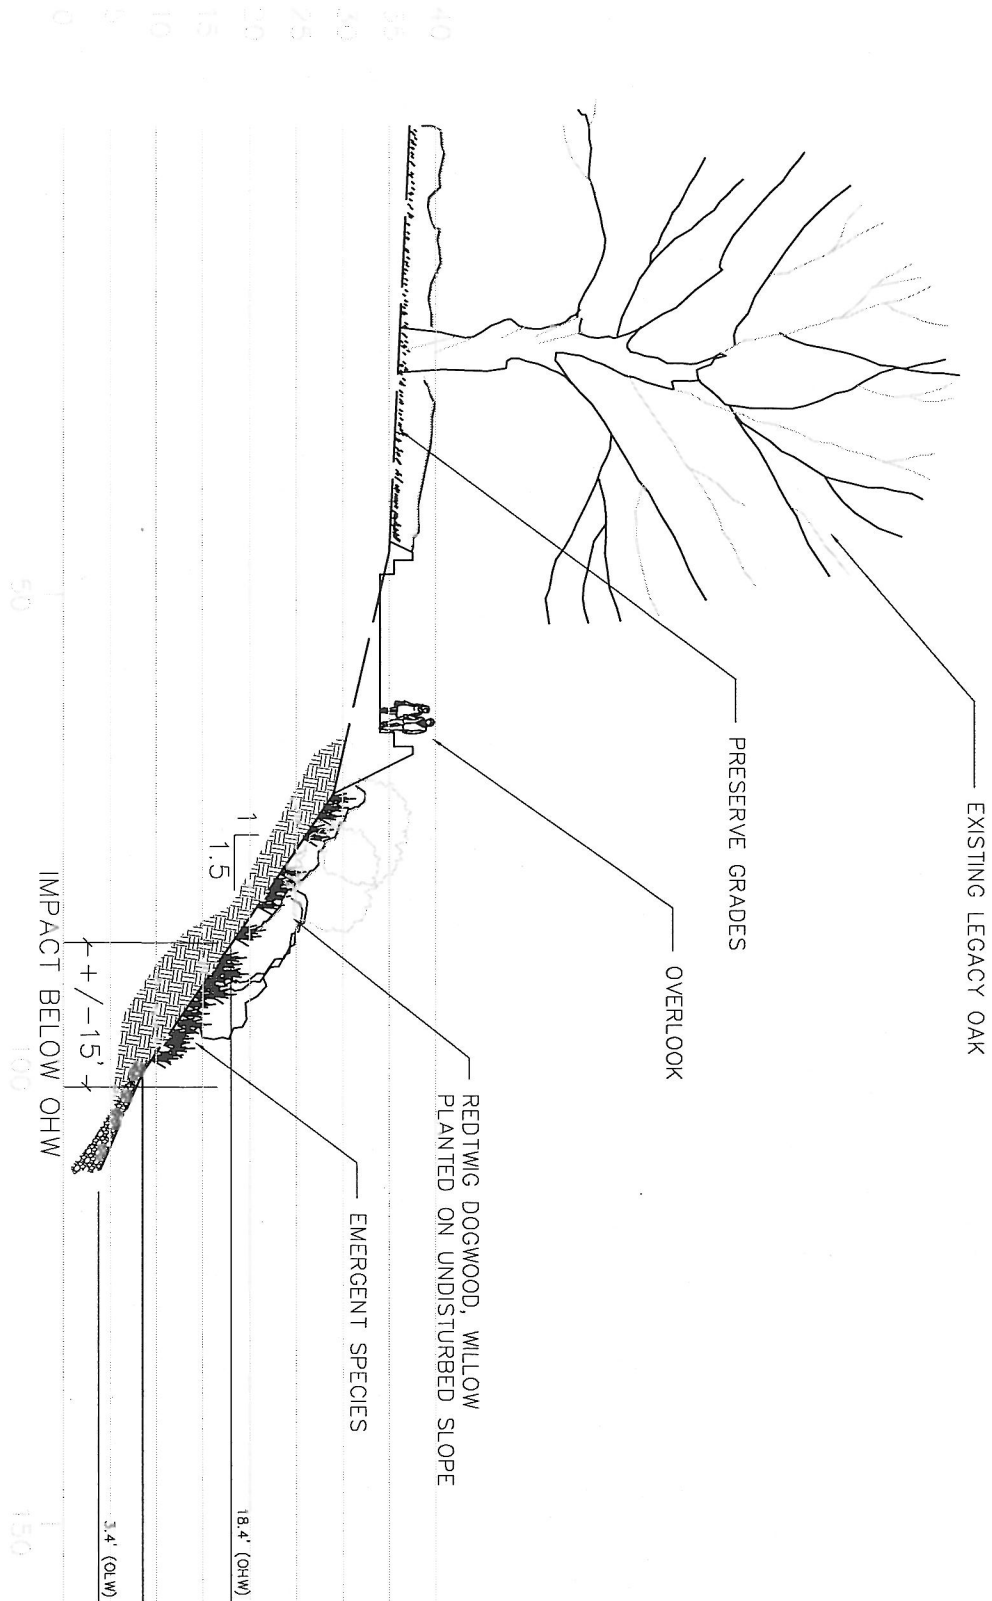 EXISTING LEGACY OAK
PRESERVE GRADES
OVERLOOK
REDTWIG DOGWOOD, WILLOW
PLANTED ON UNDISTURBED SLOPE
EMERGENT SPECIES
40
35
30
25
20
15
10
5
0
1
1.5
18.4' (OHW)
3.4' (OLW)
+/-15'
IMPACT BELOW OHW
50
100
150